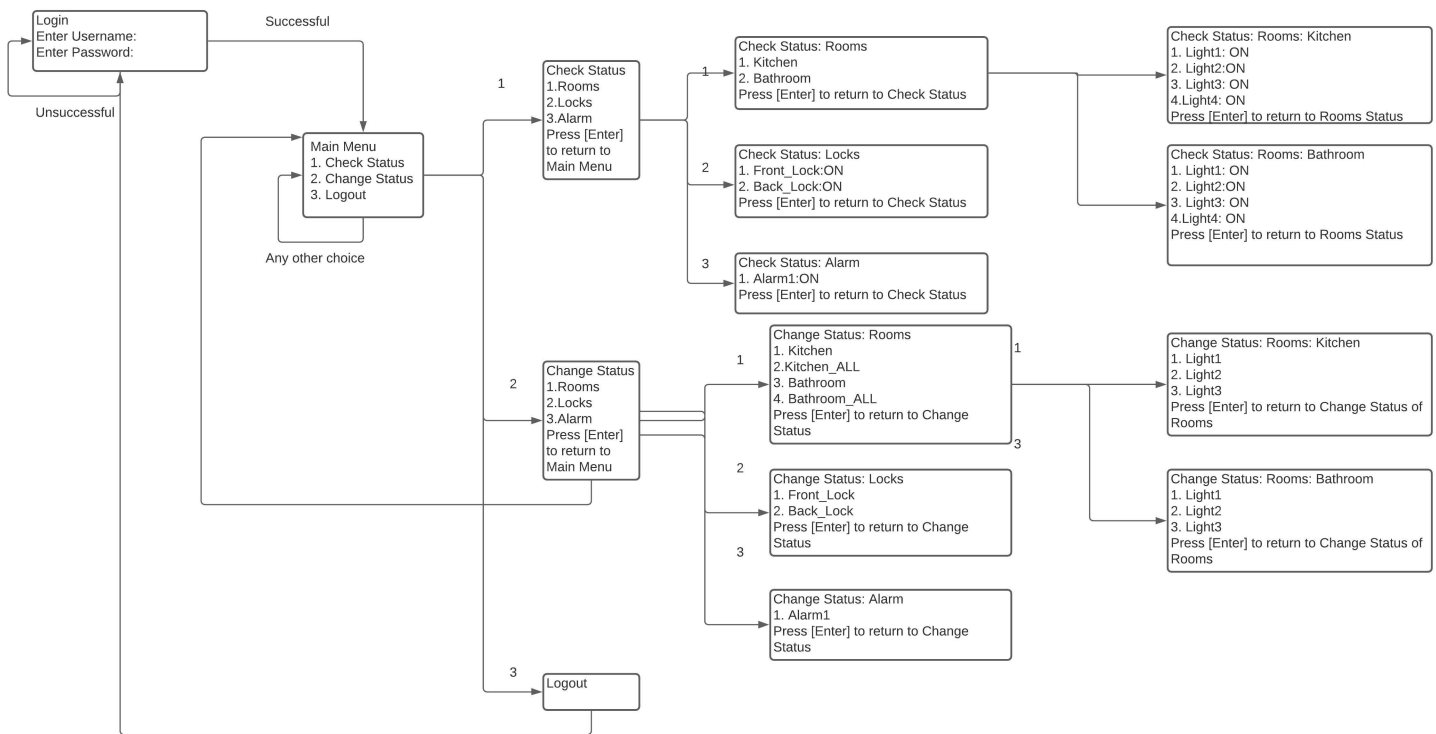 Login
Enter Username:
Enter Password:
Successful
Unsuccessful
Main Menu
1. Check Status
2. Change Status
3. Logout
Any other choice
1
Check Status
1.Rooms
2.Locks
3.Alarm
Press [Enter]
to return to
Main Menu
1
Check Status: Rooms
1. Kitchen
2. Bathroom
Press [Enter] to return to Check Status
2
Check Status: Locks
1. Front_Lock:ON
2. Back_Lock:ON
Press [Enter] to return to Check Status
3
Check Status: Alarm
1. Alarm1:ON
Press [Enter] to return to Check Status
Check Status: Rooms: Kitchen
1. Light1: ON
2. Light2:ON
3. Light3: ON
4.Light4: ON
Press [Enter] to return to Rooms Status
Check Status: Rooms: Bathroom
1. Light1: ON
2. Light2:ON
3. Light3: ON
4.Light4: ON
Press [Enter] to return to Rooms Status
2
Change Status
1.Rooms
2.Locks
3.Alarm
Press [Enter]
to return to
Main Menu
1
Change Status: Rooms
1. Kitchen
2.Kitchen_ALL
3. Bathroom
4. Bathroom_ALL
Press [Enter] to return to Change
Status
2
Change Status: Locks
1. Front_Lock
2. Back_Lock
Press [Enter] to return to Change
Status
3
Change Status: Alarm
1. Alarm1
Press [Enter] to return to Change
Status
1
Change Status: Rooms: Kitchen
1. Light1
2. Light2
3. Light3
Press [Enter] to return to Change Status of
Rooms
3
Change Status: Rooms: Bathroom
1. Light1
2. Light2
3. Light3
Press [Enter] to return to Change Status of
Rooms
3
Logout